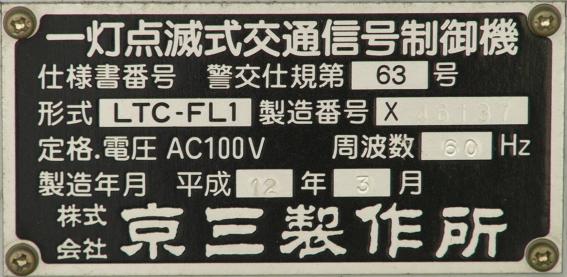 一灯点滅式交通信号制御機
仕様書番号 警交仕規第 63 号
形式 LTC-FL1 製造番号 X
定格.電圧 AC100V 周波数 60 Hz
製造年月 平成 12 年 3 月
株式会社 京三製作所